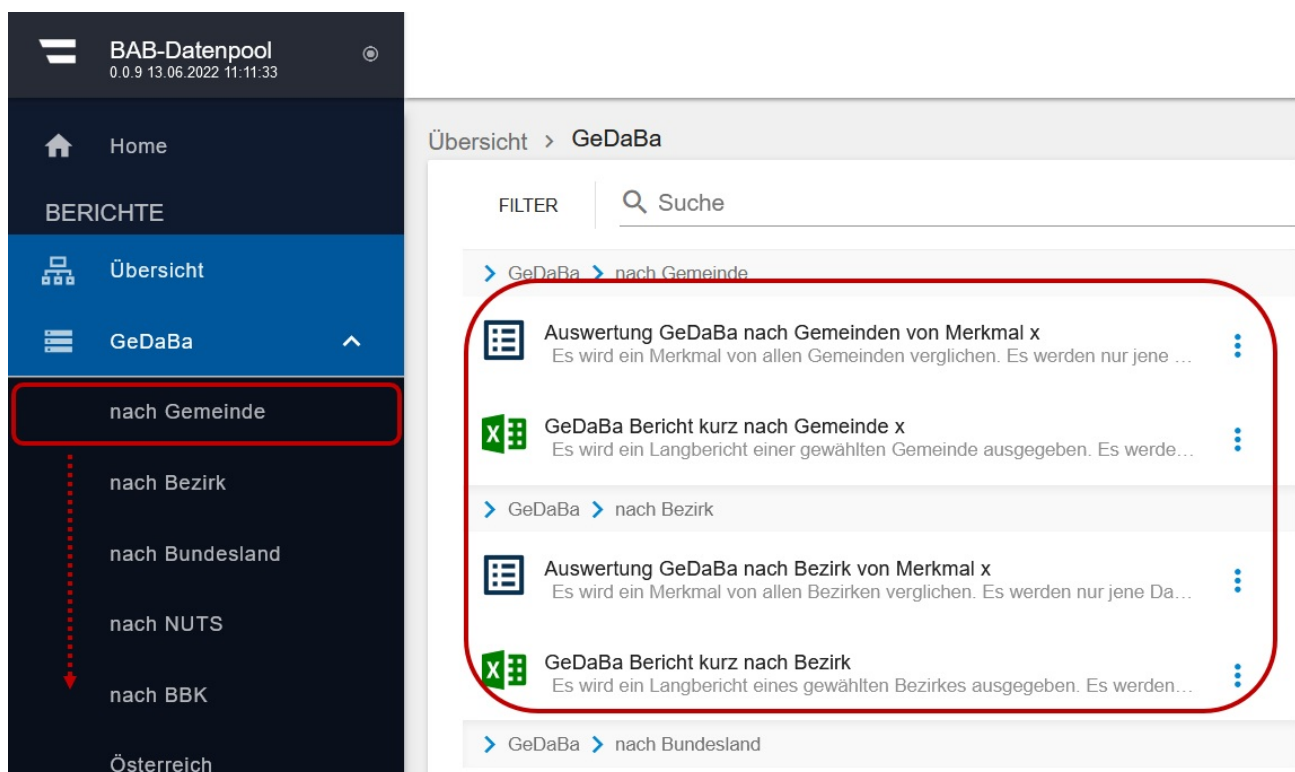 BAB-Datenpool
0.0.9 13.06.2022 11:11:33
Home
BERICHTE
Übersicht
GeDaBa
nach Gemeinde
nach Bezirk
nach Bundesland
nach NUTS
nach BBK
Österreich
Übersicht > GeDaBa
FILTER Suche
GeDaBa nach Gemeinde
Auswertung GeDaBa nach Gemeinden von Merkmal x
Es wird ein Merkmal von allen Gemeinden verglichen. Es werden nur jene ...
GeDaBa Bericht kurz nach Gemeinde x
Es wird ein Langbericht einer gewählten Gemeinde ausgegeben. Es werde...
GeDaBa nach Bezirk
Auswertung GeDaBa nach Bezirk von Merkmal x
Es wird ein Merkmal von allen Bezirken verglichen. Es werden nur jene Da...
GeDaBa Bericht kurz nach Bezirk
Es wird ein Langbericht eines gewählten Bezirkes ausgegeben. Es werden...
GeDaBa nach Bundesland